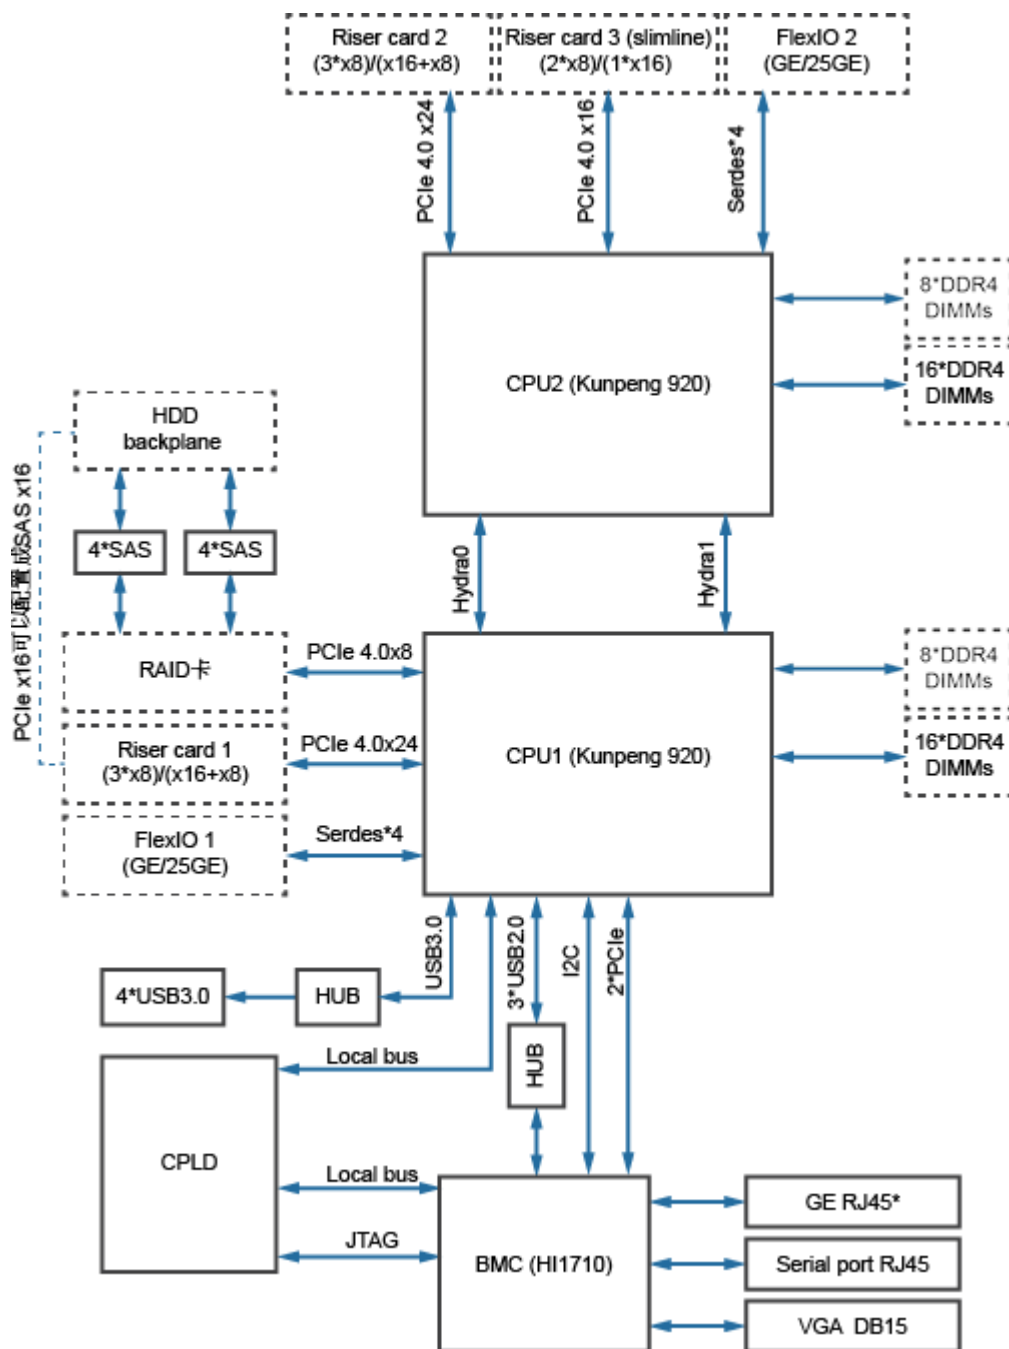 Riser card 2
(3*x8)/(x16+x8)
Riser card 3 (slimline)
(2*x8)/(1*x16)
FlexIO 2
(GE/25GE)
PCIe 4.0 x24
PCIe 4.0 x16
Serdes*4
8*DDR4
DIMMs
CPU2 (Kunpeng 920)
16*DDR4
DIMMs
HDD
backplane
PCIe x16可以配置成SAS x16
4*SAS
4*SAS
Hydra0
Hydra1
RAID卡
PCIe 4.0x8
8*DDR4
DIMMs
Riser card 1
(3*x8)/(x16+x8)
PCIe 4.0x24
CPU1 (Kunpeng 920)
16*DDR4
DIMMs
FlexIO 1
(GE/25GE)
Serdes*4
USB3.0
3*USB2.0
I2C
2*PCIe
4*USB3.0
HUB
Local bus
HUB
CPLD
Local bus
JTAG
BMC (HI1710)
GE RJ45*
Serial port RJ45
VGA DB15